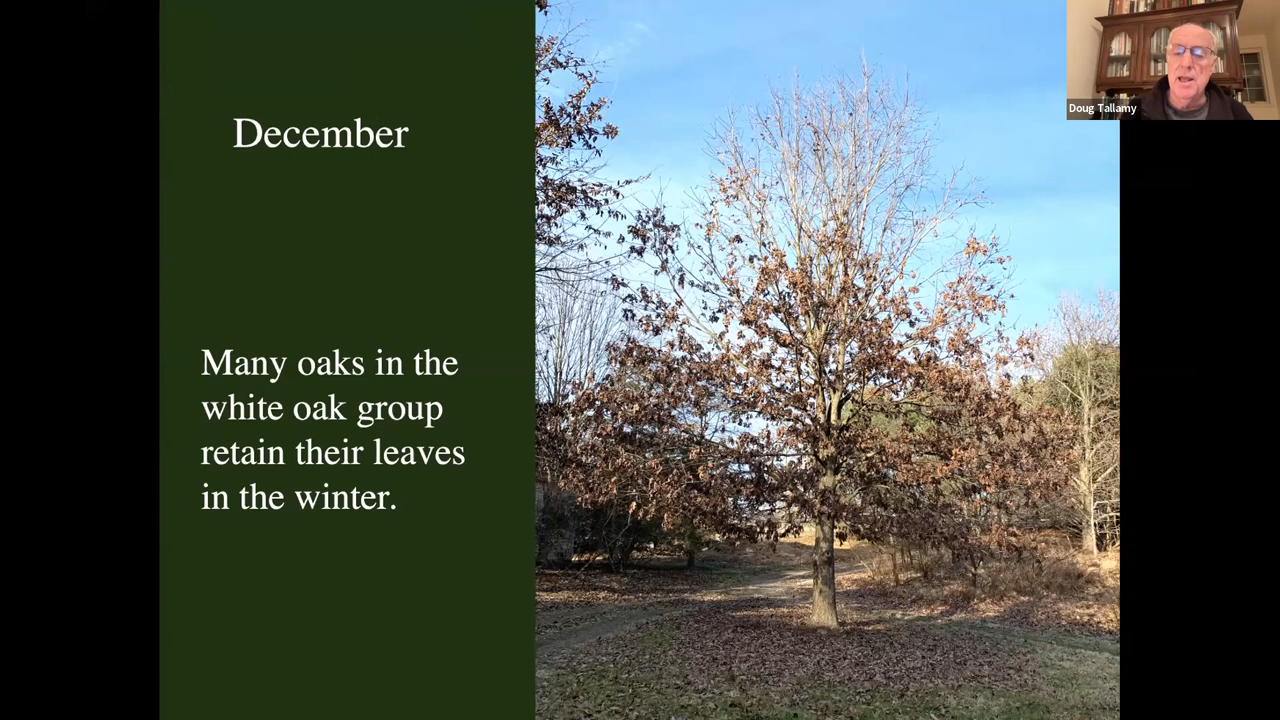 December
Many oaks in the
white oak group
retain their leaves
in the winter.
Doug Tallamy